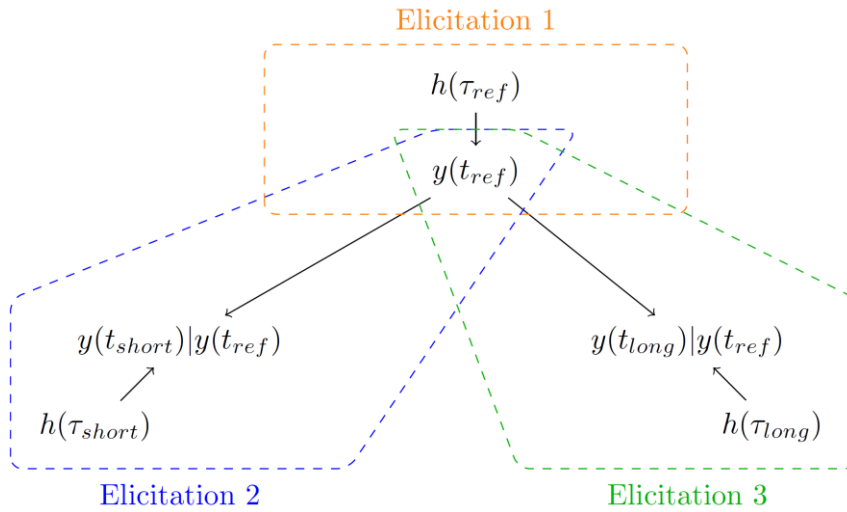 Elicitation 1
h(τ_ref)
y(t_ref)
y(t_short)|y(t_ref)
y(t_long)|y(t_ref)
h(τ_short)
h(τ_long)
Elicitation 2
Elicitation 3